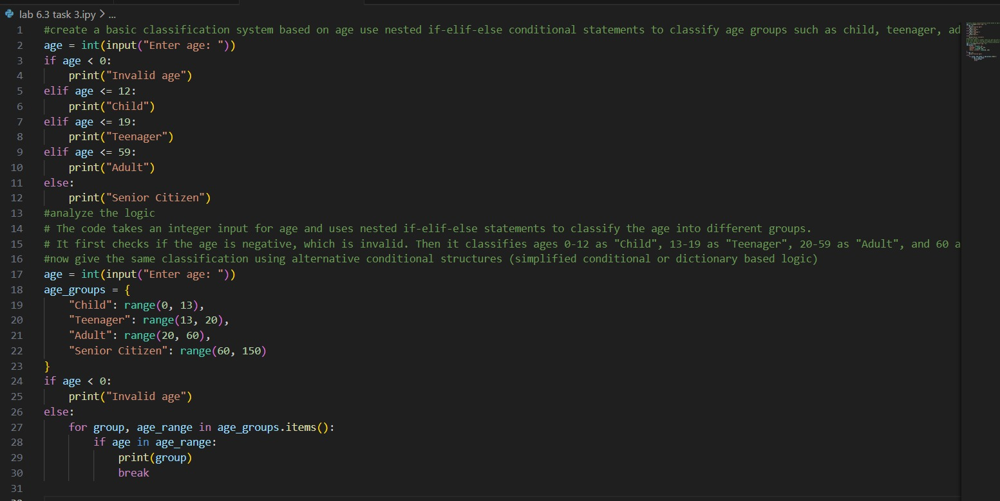 lab 6.3 task 3.ipy > ...
1 #create a basic classification system based on age use nested if-elif-else conditional statements to classify age groups such as child, teenager, ad
2 age = int(input("Enter age: "))
3 if age < 0:
4     print("Invalid age")
5 elif age <= 12:
6     print("Child")
7 elif age <= 19:
8     print("Teenager")
9 elif age <= 59:
10     print("Adult")
11 else:
12     print("Senior Citizen")
13 #analyze the logic
14 # The code takes an integer input for age and uses nested if-elif-else statements to classify the age into different groups.
15 # It first checks if the age is negative, which is invalid. Then it classifies ages 0-12 as "Child", 13-19 as "Teenager", 20-59 as "Adult", and 60 a
16 #now give the same classification using alternative conditional structures (simplified conditional or dictionary based logic)
17 age = int(input("Enter age: "))
18 age_groups = {
19     "Child": range(0, 13),
20     "Teenager": range(13, 20),
21     "Adult": range(20, 60),
22     "Senior Citizen": range(60, 150)
23 }
24 if age < 0:
25     print("Invalid age")
26 else:
27     for group, age_range in age_groups.items():
28         if age in age_range:
29             print(group)
30             break
31